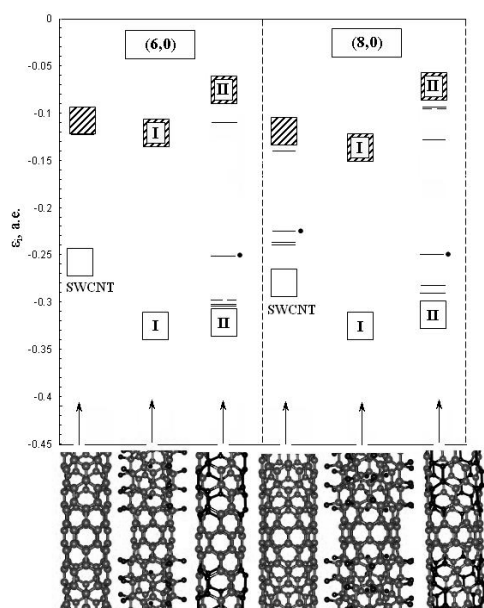 0
(6,0)
(8,0)
-0.05
II
II
-0.1
I
I
-0.15
-0.2
ε_i, a.e.
-0.25
SWCNT
SWCNT
-0.3
I
II
I
II
-0.35
-0.4
-0.45